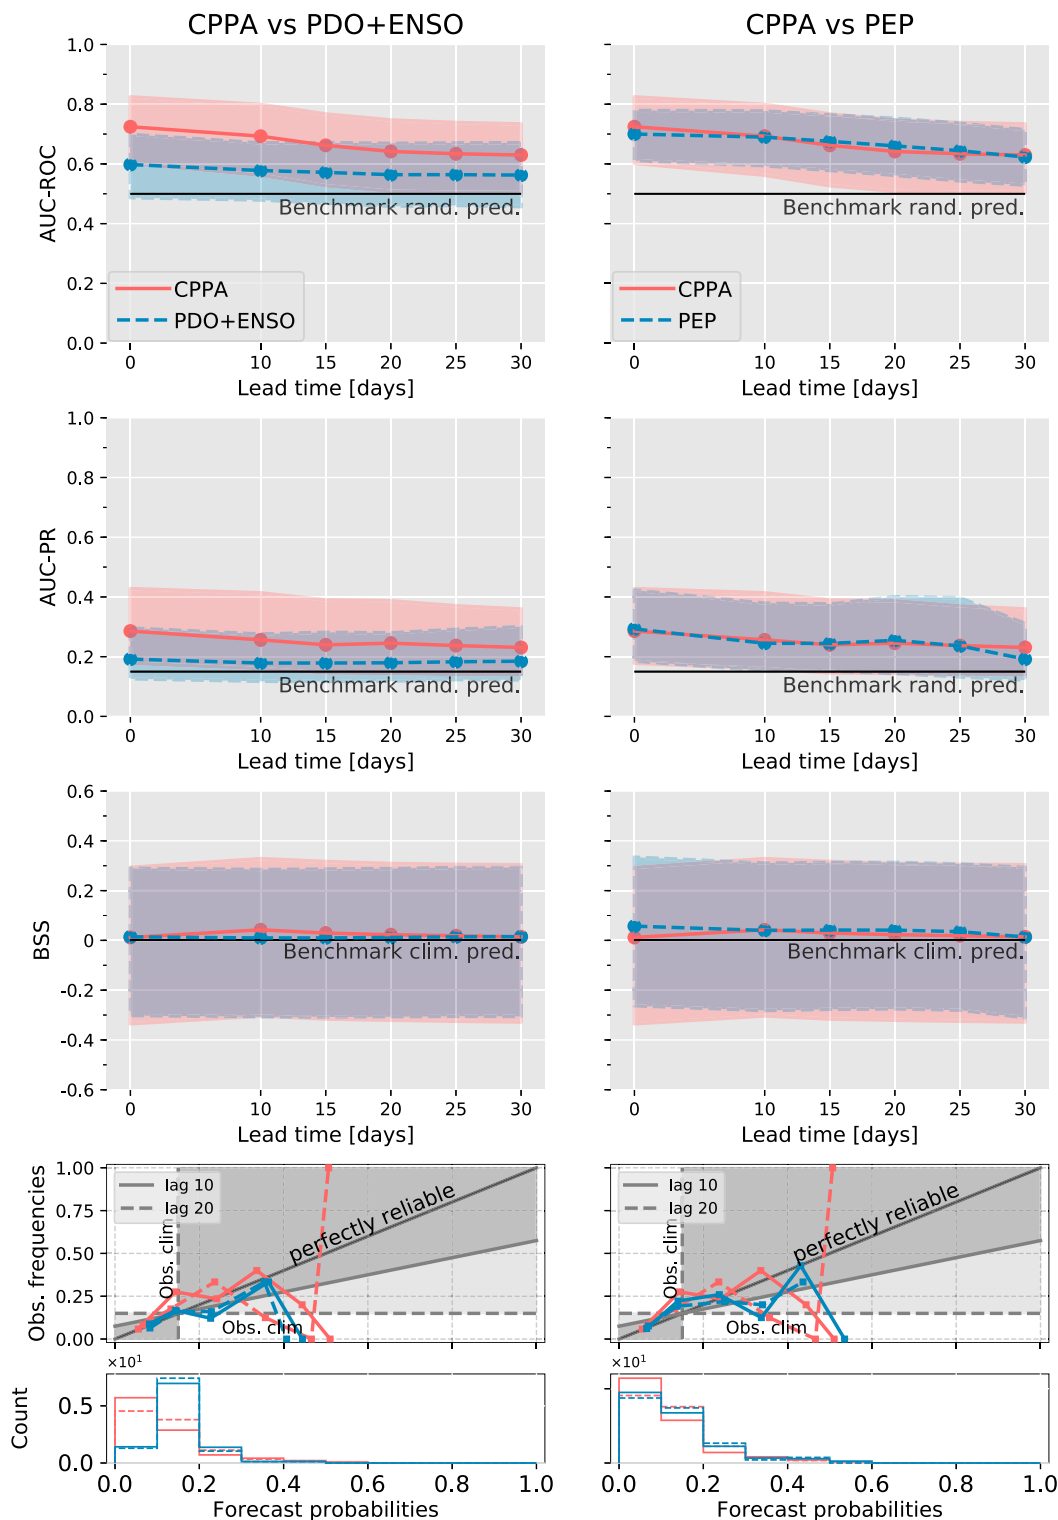 CPPA vs PDO+ENSO
CPPA vs PEP
1.0
0.8
0.6
0.4
0.2
0.0
AUC-ROC
Benchmark rand. pred.
Benchmark rand. pred.
CPPA
PDO+ENSO
CPPA
PEP
0 10 15 20 25 30
0 10 15 20 25 30
Lead time [days]
Lead time [days]
1.0
0.8
0.6
0.4
0.2
0.0
AUC-PR
Benchmark rand. pred.
Benchmark rand. pred.
0 10 15 20 25 30
0 10 15 20 25 30
Lead time [days]
Lead time [days]
0.6
0.4
0.2
0
-0.2
-0.4
-0.6
BSS
Benchmark clim. pred.
Benchmark clim. pred.
0 10 15 20 25 30
0 10 15 20 25 30
Lead time [days]
Lead time [days]
1.00
0.75
0.50
0.25
0.00
Obs. frequencies
lag 10
lag 20
Obs. clim
perfectly reliable
Obs. clim
lag 10
lag 20
Obs. clim
perfectly reliable
Obs. clim
×10¹
×10¹
0.5
0.0
Count
0.0 0.2 0.4 0.6 0.8 1.0
0.0 0.2 0.4 0.6 0.8 1.0
Forecast probabilities
Forecast probabilities